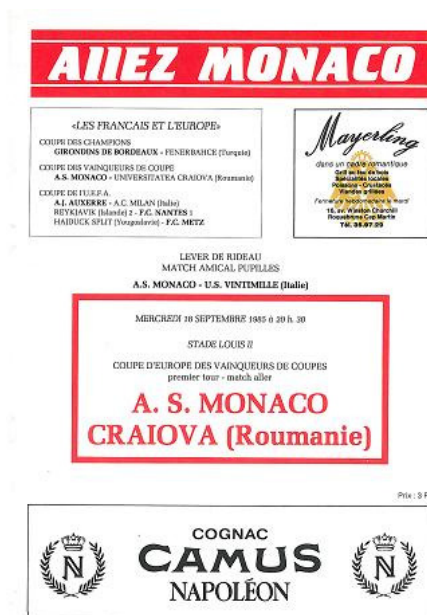 AllEZ MONACO
«LES FRANCAIS ET L'EUROPE»
COUPE DES CHAMPIONS
GIRONDINS DE BORDEAUX - FENERBAHCE (Turquie)
COUPE DES VAINQUEURS DE COUPE
A.S. MONACO - UNIVERSITATEA CRAIOVA (Roumanie)
COUPE DE l'U.E.F.A.
A.J. AUXERRE - A.C. MILAN (Italie)
REYKJAVIK (Islande) 2 - F.C. NANTES 1
HAIDUCK SPLIT (Yougoslavie) - F.C. METZ
Mayerling
dans un cadre romantique
Grill au feu de bois
Spécialités locales
Poissons - Crustacés
Viandes grillées
Fermeture hebdomadaire le mardi
16, av. Winston Churchill
Roquebrune Cap Martin
Tél. 35.97.29
LEVER DE RIDEAU
MATCH AMICAL PUPILLES
A.S. MONACO - U.S. VINTIMILLE (Italie)
MERCREDI 18 SEPTEMBRE 1985 à 20 h. 30
STADE LOUIS II
COUPE D'EUROPE DES VAINQUEURS DE COUPES
premier tour - match aller
A. S. MONACO
CRAIOVA (Roumanie)
Prix : 3 F
COGNAC
CAMUS
NAPOLÉON
N
N